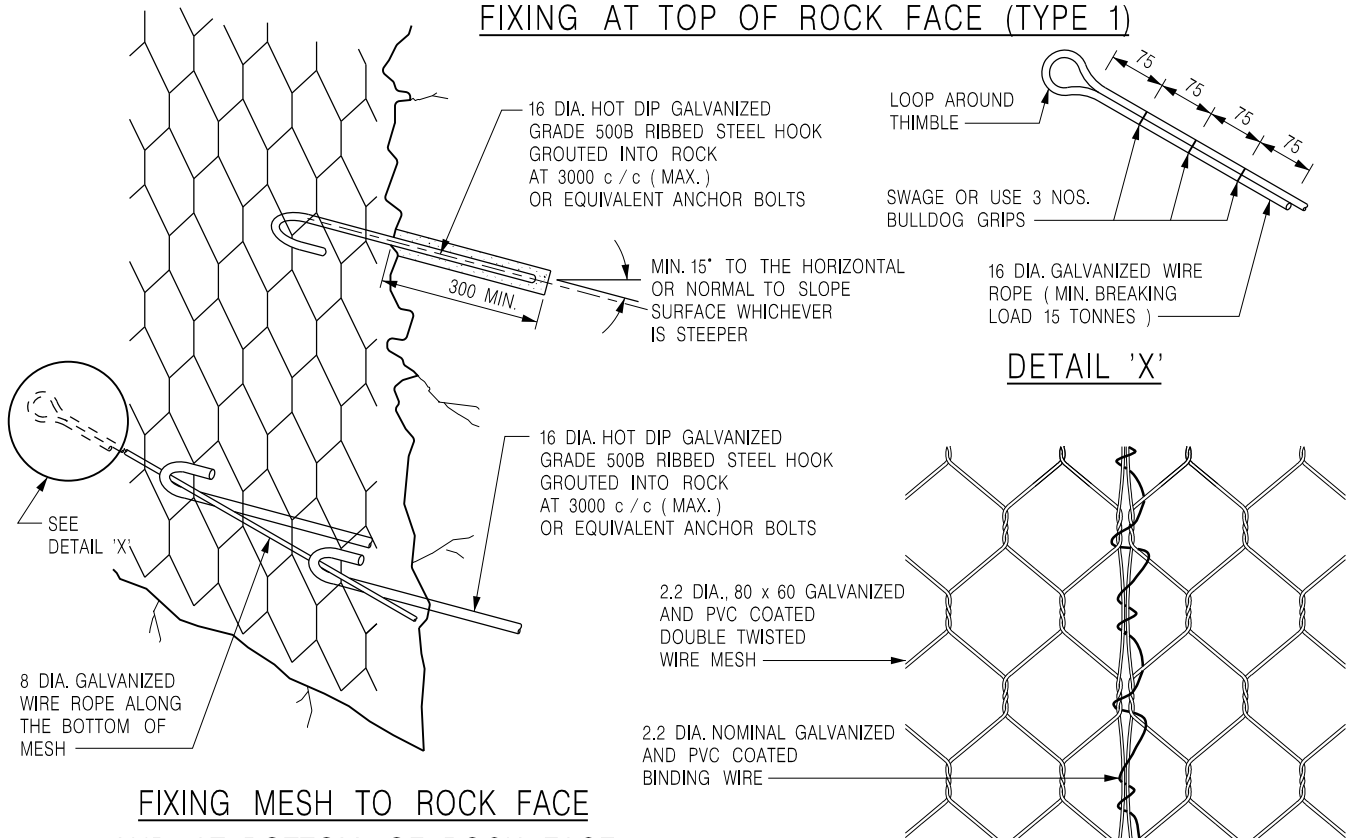 FIXING AT TOP OF ROCK FACE (TYPE 1)
16 DIA. HOT DIP GALVANIZED
GRADE 500B RIBBED STEEL HOOK
GROUTED INTO ROCK
AT 3000 c/c (MAX.)
OR EQUIVALENT ANCHOR BOLTS
300 MIN.
MIN. 15° TO THE HORIZONTAL
OR NORMAL TO SLOPE
SURFACE WHICHEVER
IS STEEPER
75
75
75
75
LOOP AROUND
THIMBLE
SWAGE OR USE 3 NOS.
BULLDOG GRIPS
16 DIA. GALVANIZED WIRE
ROPE (MIN. BREAKING
LOAD 15 TONNES)
DETAIL 'X'
SEE
DETAIL 'X'
16 DIA. HOT DIP GALVANIZED
GRADE 500B RIBBED STEEL HOOK
GROUTED INTO ROCK
AT 3000 c/c (MAX.)
OR EQUIVALENT ANCHOR BOLTS
8 DIA. GALVANIZED
WIRE ROPE ALONG
THE BOTTOM OF
MESH
2.2 DIA., 80 x 60 GALVANIZED
AND PVC COATED
DOUBLE TWISTED
WIRE MESH
2.2 DIA. NOMINAL GALVANIZED
AND PVC COATED
BINDING WIRE
FIXING MESH TO ROCK FACE
BOTTOM OF ROCK FACE